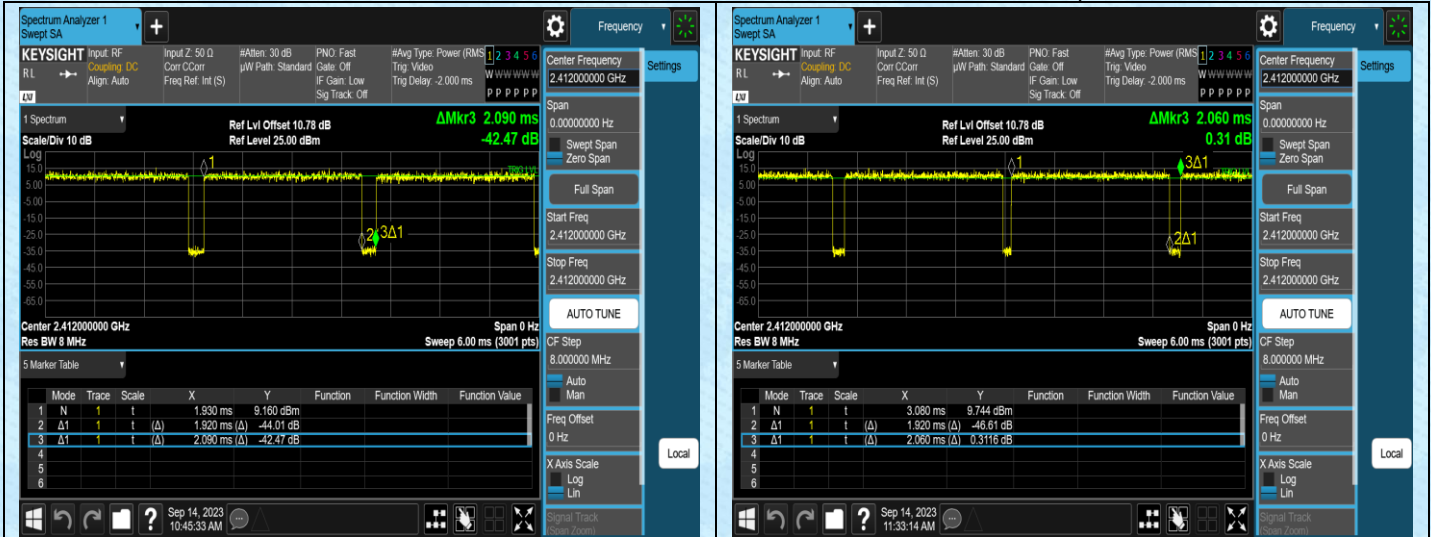 Spectrum Analyzer 1
Swept SA
+
Frequency
KEYSIGHT
Input: RF
Coupling: DC
Align: Auto
Input Z: 50 Ω
Corr CCorr
Freq Ref: Int (S)
#Atten: 30 dB
µW Path: Standard
PNO: Fast
Gate: Off
IF Gain: Low
Sig Track: Off
#Avg Type: Power (RMS
Trig: Video
Trig Delay: -2.000 ms
1 2 3 4 5 6
W W W W W W
P P P P P P
RL
LXI
Center Frequency
2.412000000 GHz
Settings
1 Spectrum
Scale/Div 10 dB
Ref Lvl Offset 10.78 dB
Ref Level 25.00 dBm
ΔMkr3 2.090 ms
-42.47 dB
Span
0.00000000 Hz
Swept Span
Zero Span
Full Span
Start Freq
2.412000000 GHz
Stop Freq
2.412000000 GHz
AUTO TUNE
CF Step
8.000000 MHz
Auto
Man
Freq Offset
0 Hz
X Axis Scale
Log
Lin
Signal Track
(Span Zoom)
Local
Log
15.0
5.00
-5.00
-15.0
-25.0
-35.0
-45.0
-55.0
-65.0
1
2
3Δ1
Center 2.412000000 GHz
Res BW 8 MHz
Span 0 Hz
Sweep 6.00 ms (3001 pts)
5 Marker Table
Mode Trace Scale X Y Function Function Width Function Value
1 N 1 t 1.930 ms 9.160 dBm
2 Δ1 1 t (Δ) 1.920 ms (Δ) -44.01 dB
3 Δ1 1 t (Δ) 2.090 ms (Δ) -42.47 dB
4
5
6
?
Sep 14, 2023
10:45:33 AM
Spectrum Analyzer 1
Swept SA
+
Frequency
KEYSIGHT
Input: RF
Coupling: DC
Align: Auto
Input Z: 50 Ω
Corr CCorr
Freq Ref: Int (S)
#Atten: 30 dB
µW Path: Standard
PNO: Fast
Gate: Off
IF Gain: Low
Sig Track: Off
#Avg Type: Power (RMS
Trig: Video
Trig Delay: -2.000 ms
1 2 3 4 5 6
W W W W W W
P P P P P P
RL
LXI
Center Frequency
2.412000000 GHz
Settings
1 Spectrum
Scale/Div 10 dB
Ref Lvl Offset 10.78 dB
Ref Level 25.00 dBm
ΔMkr3 2.060 ms
0.31 dB
Span
0.00000000 Hz
Swept Span
Zero Span
Full Span
Start Freq
2.412000000 GHz
Stop Freq
2.412000000 GHz
AUTO TUNE
CF Step
8.000000 MHz
Auto
Man
Freq Offset
0 Hz
X Axis Scale
Log
Lin
Signal Track
(Span Zoom)
Local
Log
15.0
5.00
-5.00
-15.0
-25.0
-35.0
-45.0
-55.0
-65.0
1
3Δ1
2Δ1
Center 2.412000000 GHz
Res BW 8 MHz
Span 0 Hz
Sweep 6.00 ms (3001 pts)
5 Marker Table
Mode Trace Scale X Y Function Function Width Function Value
1 N 1 t 3.080 ms 9.744 dBm
2 Δ1 1 t (Δ) 1.920 ms (Δ) -46.61 dB
3 Δ1 1 t (Δ) 2.060 ms (Δ) 0.3116 dB
4
5
6
?
Sep 14, 2023
11:33:14 AM